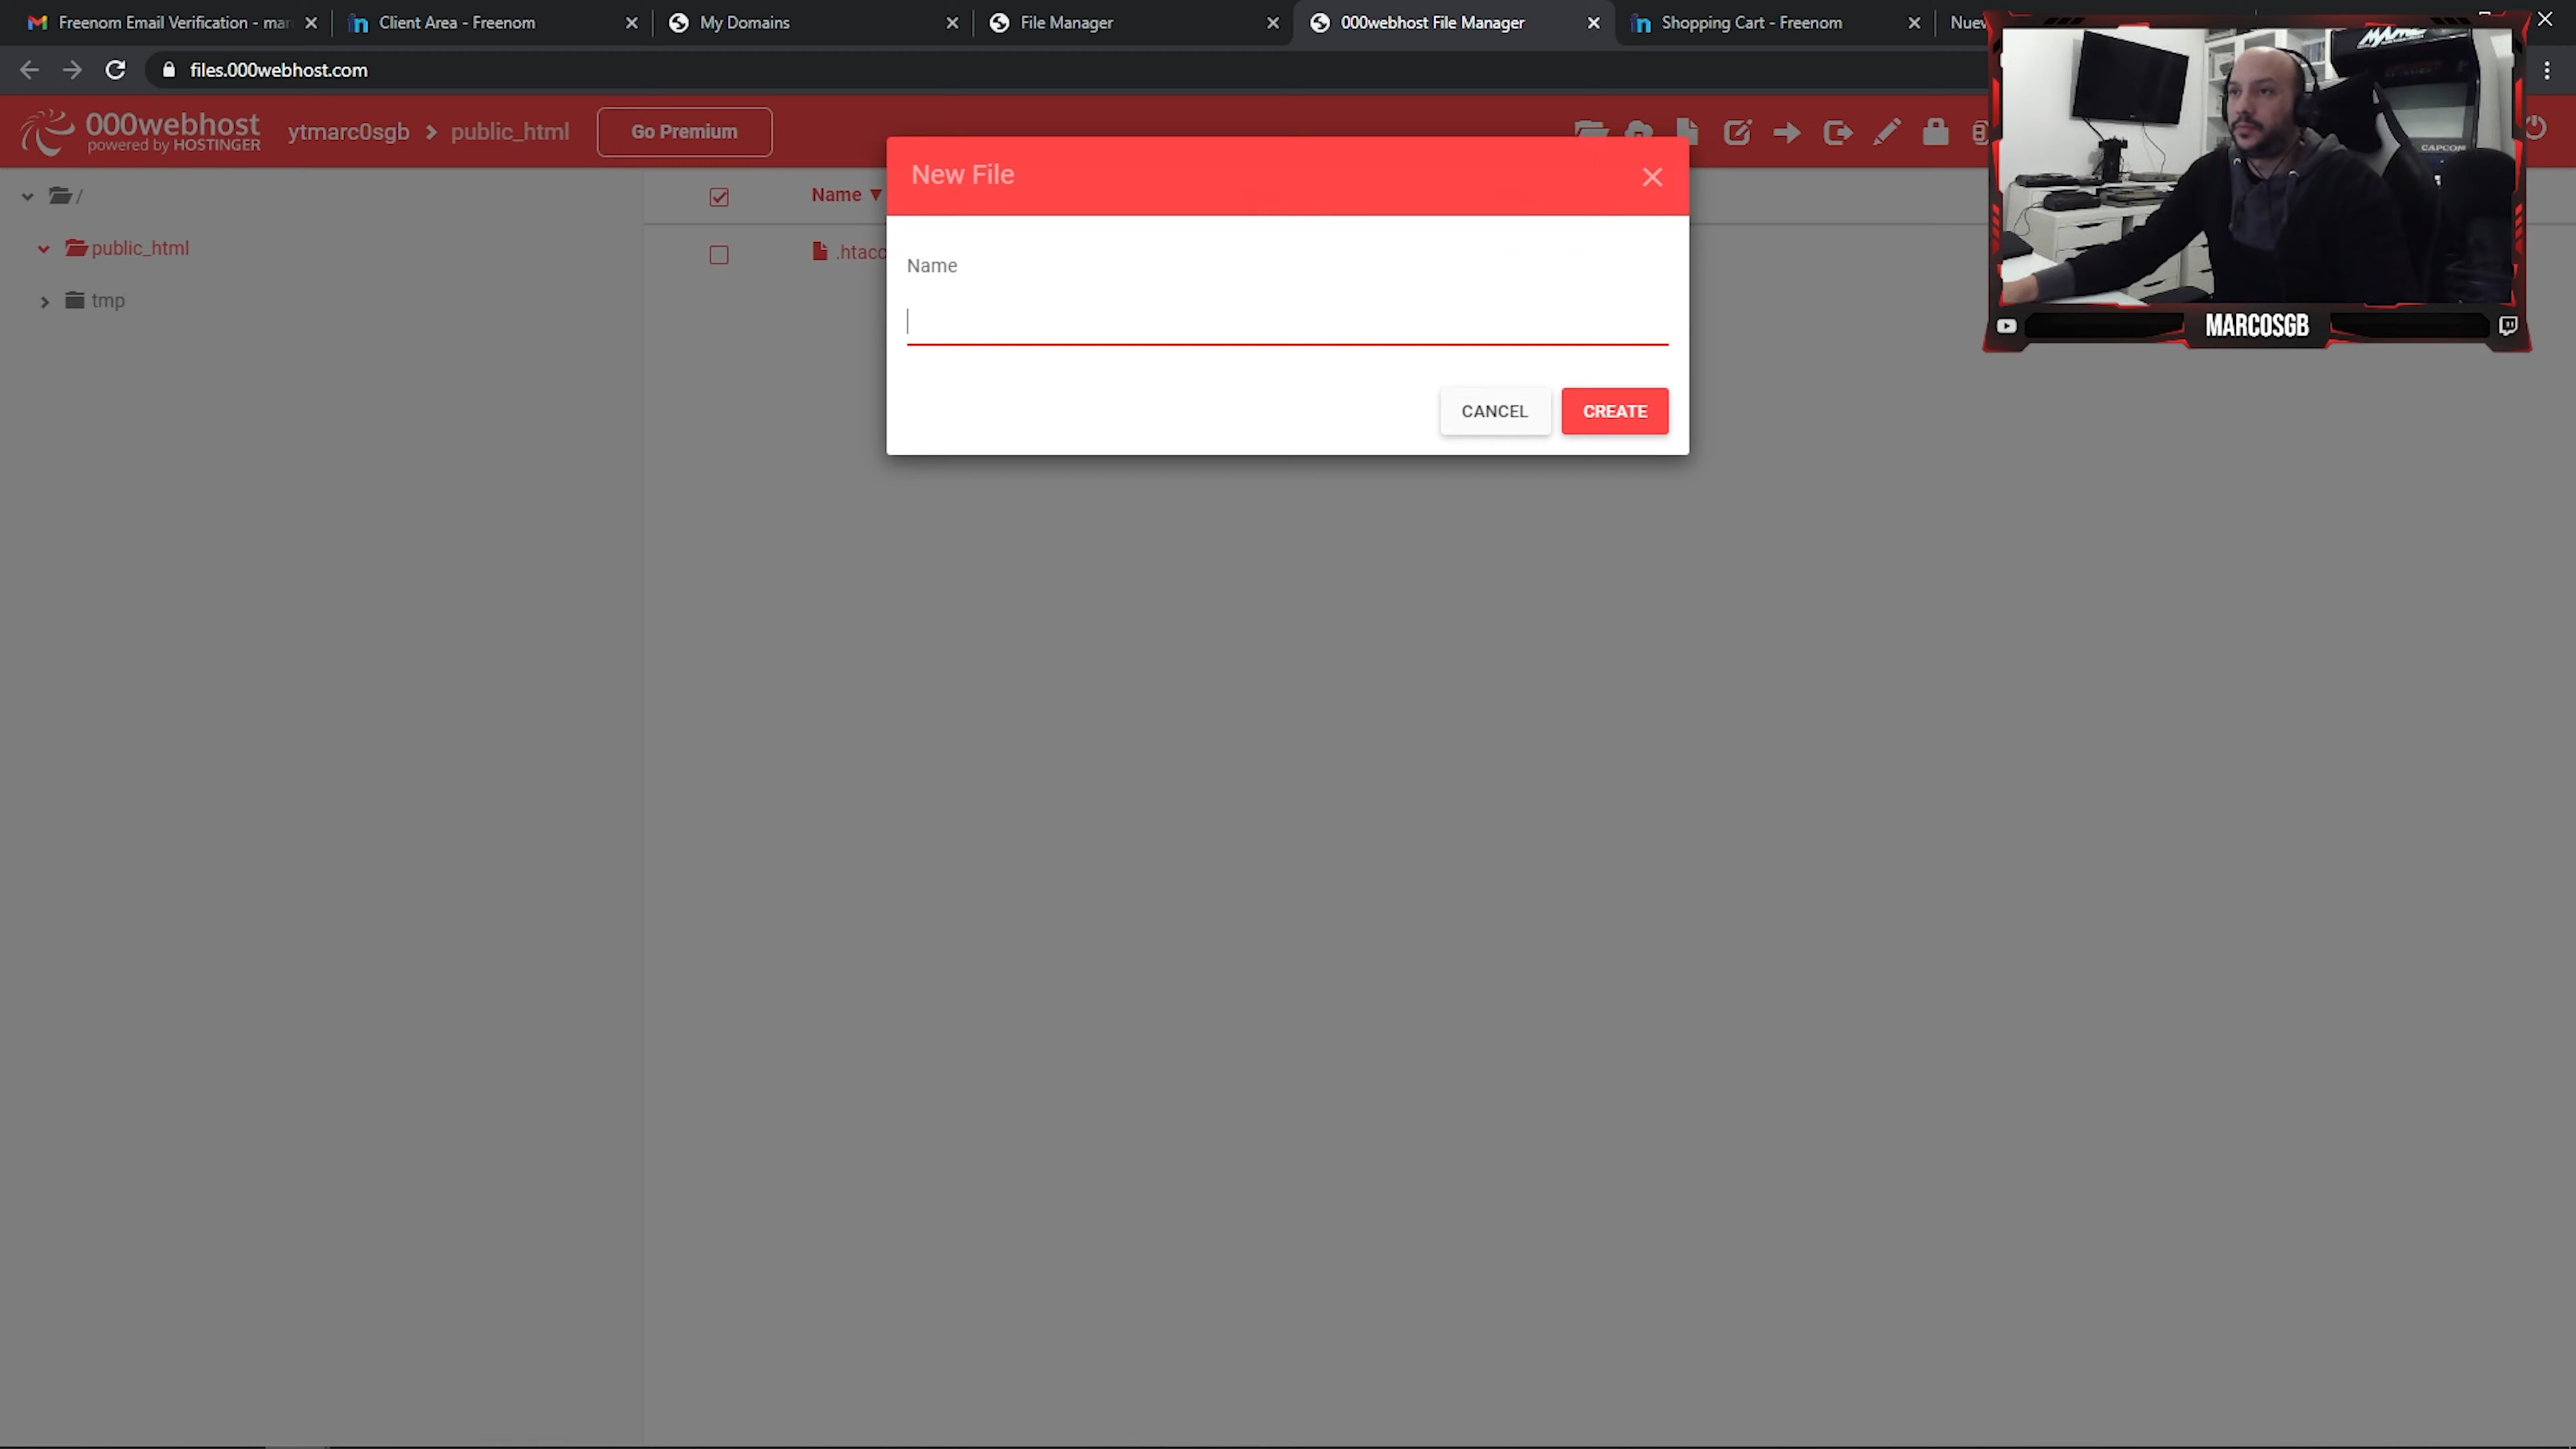 Freenom Email Verification - mar
Client Area - Freenom
My Domains
File Manager
000webhost File Manager
Shopping Cart - Freenom
files.000webhost.com
000webhost
powered by HOSTINGER
ytmarc0sgb
public_html
Go Premium
New File
/
Name
public_html
.htacc
Name
tmp
CANCEL
CREATE
CAPCOM
MARCOSGB